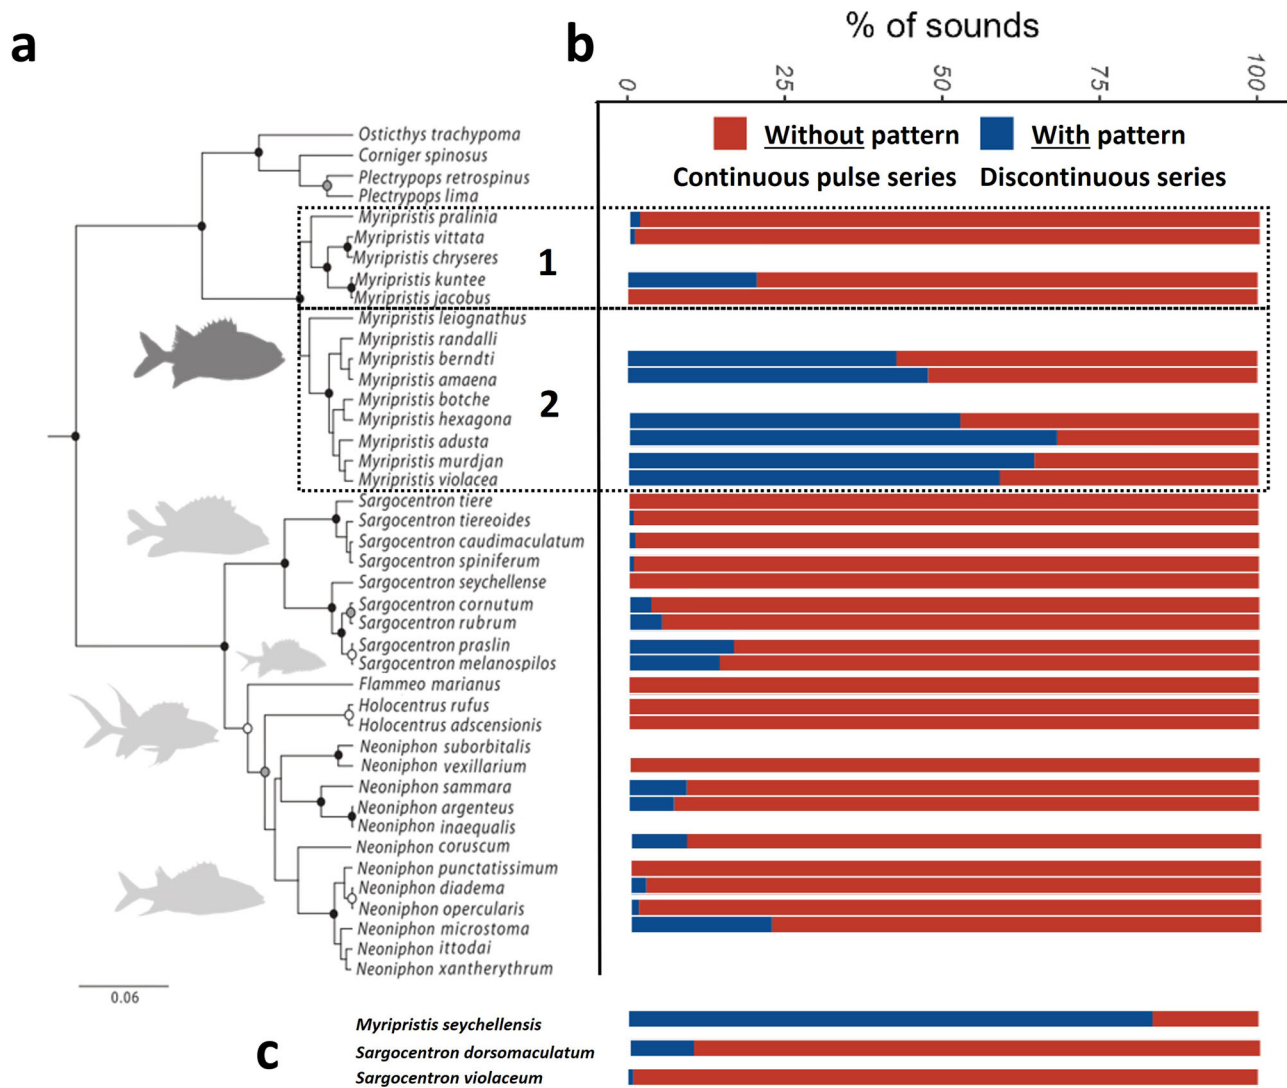 a
b
% of sounds
0 25 50 75 100
Without pattern With pattern
Continuous pulse series Discontinuous series
Osticthys trachypoma
Corniger spinosus
Plectrypops retrospinus
Plectrypops lima
Myripristis pralinia
Myripristis vittata
Myripristis chryseres
1
Myripristis kuntee
Myripristis jacobus
Myripristis leiognathus
Myripristis randalli
Myripristis berndti
Myripristis amaena
Myripristis botche
2
Myripristis hexagona
Myripristis adusta
Myripristis murdjan
Myripristis violacea
Sargocentron tiere
Sargocentron tiereoides
Sargocentron caudimaculatum
Sargocentron spiniferum
Sargocentron seychellense
Sargocentron cornutum
Sargocentron rubrum
Sargocentron praslin
Sargocentron melanospilos
Flammeo marianus
Holocentrus rufus
Holocentrus adscensionis
Neoniphon suborbitalis
Neoniphon vexillarium
Neoniphon sammara
Neoniphon argenteus
Neoniphon inaequalis
Neoniphon coruscum
Neoniphon punctatissimum
Neoniphon diadema
Neoniphon opercularis
Neoniphon microstoma
Neoniphon ittodai
Neoniphon xantherythrum
0.06
c
Myripristis seychellensis
Sargocentron dorsomaculatum
Sargocentron violaceum